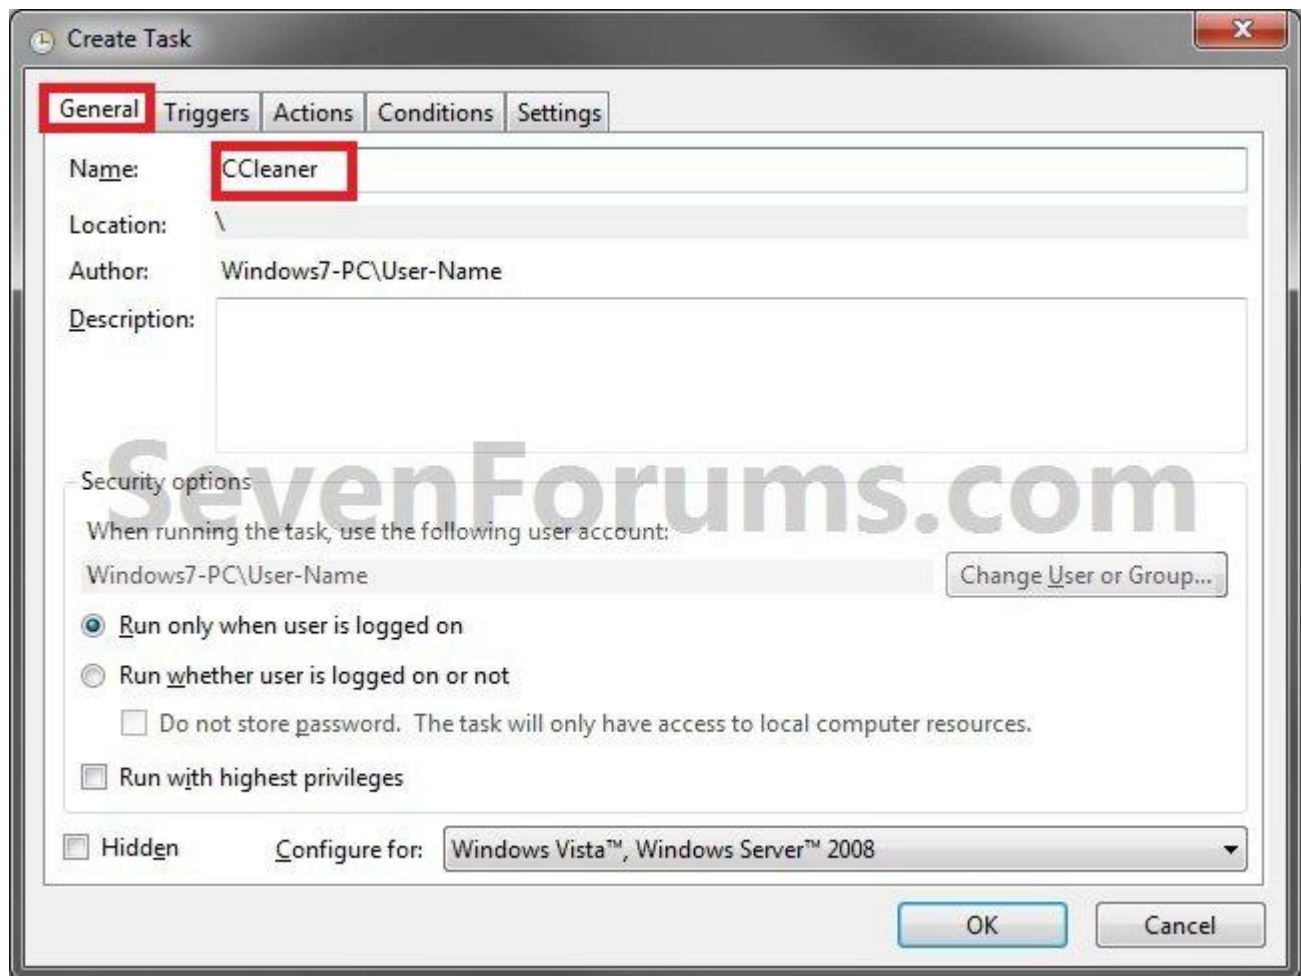 Create Task
General Triggers Actions Conditions Settings
Name: CCleaner
Location: \
Author: Windows7-PC\User-Name
Description:
SevenForums.com
Security options
When running the task, use the following user account:
Windows7-PC\User-Name Change User or Group...
Run only when user is logged on
Run whether user is logged on or not
Do not store password. The task will only have access to local computer resources.
Run with highest privileges
Hidden Configure for: Windows Vista™, Windows Server™ 2008
OK Cancel